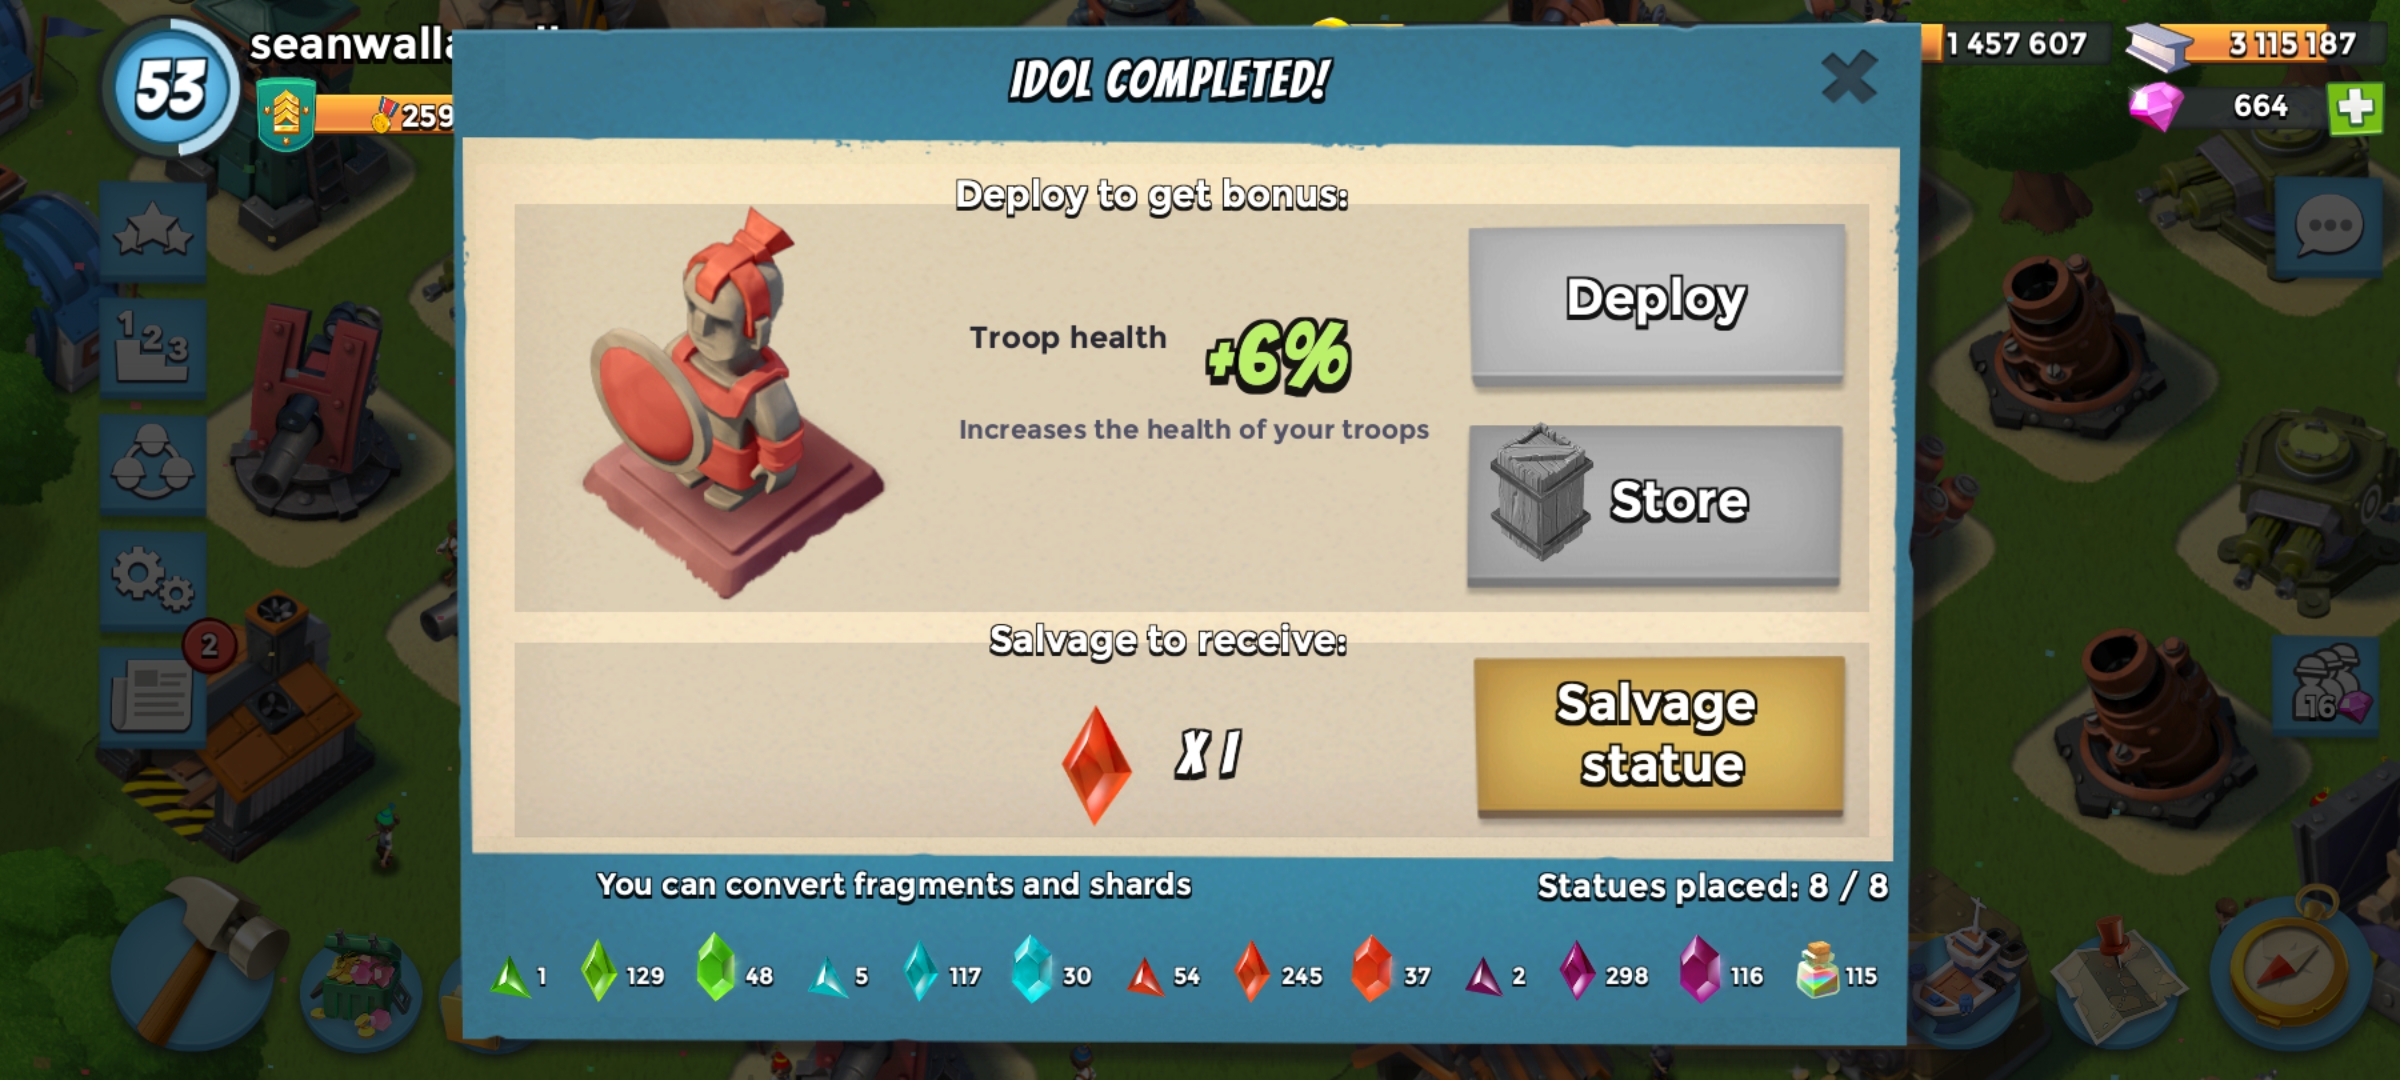 53
IDOL COMPLETED!
1 457 607
3 115 187
259
664
Deploy to get bonus:
Troop health
+6%
Increases the health of your troops
Deploy
Store
1 2 3
2
Salvage to receive:
X 1
Salvage
statue
16
You can convert fragments and shards
Statues placed: 8 / 8
1 129 48 5 117 30 54 245 37 2 298 116 115